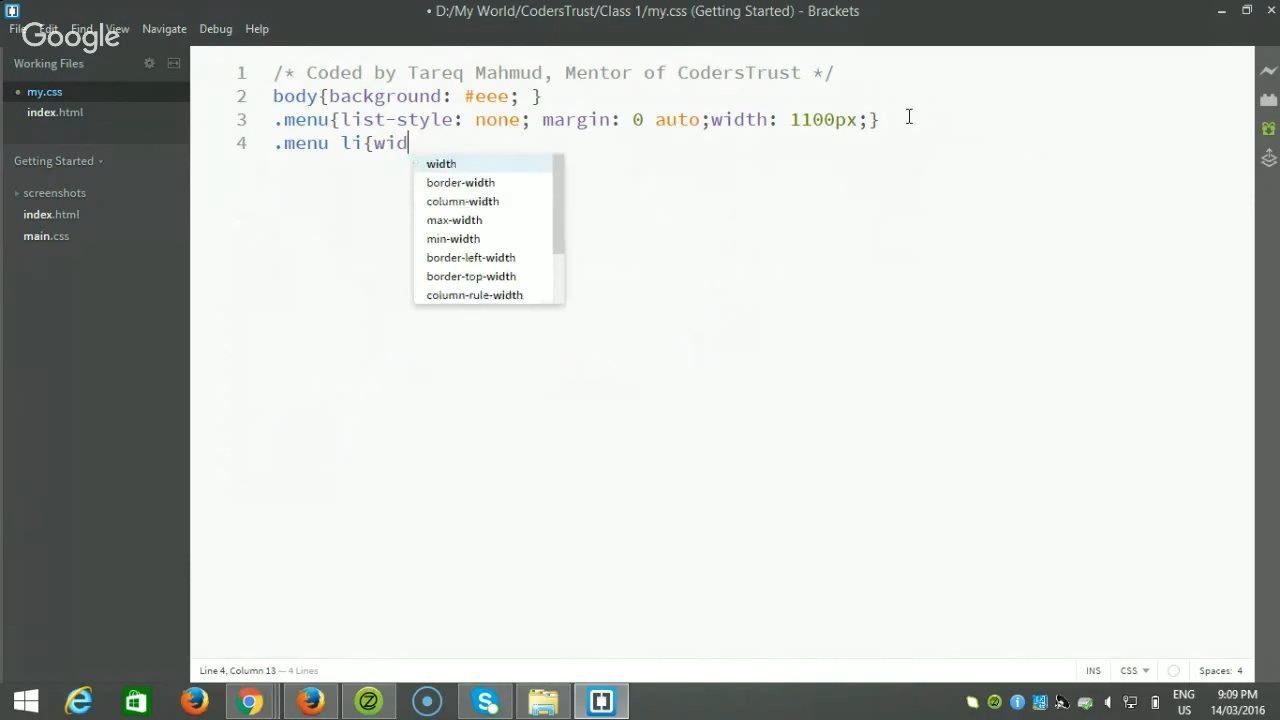 • D:/My World/CodersTrust/Class 1/my.css (Getting Started) - Brackets
File Edit Find View Navigate Debug Help
Google
Working Files
my.css
index.html
Getting Started
screenshots
index.html
main.css
1 /* Coded by Tareq Mahmud, Mentor of CodersTrust */
2 body{background: #eee; }
3 .menu{list-style: none; margin: 0 auto;width: 1100px;}
4 .menu li{wid
width
border-width
column-width
max-width
min-width
border-left-width
border-top-width
column-rule-width
Line 4, Column 13 — 4 Lines
INS CSS Spaces: 4
ENG
US
9:09 PM
14/03/2016